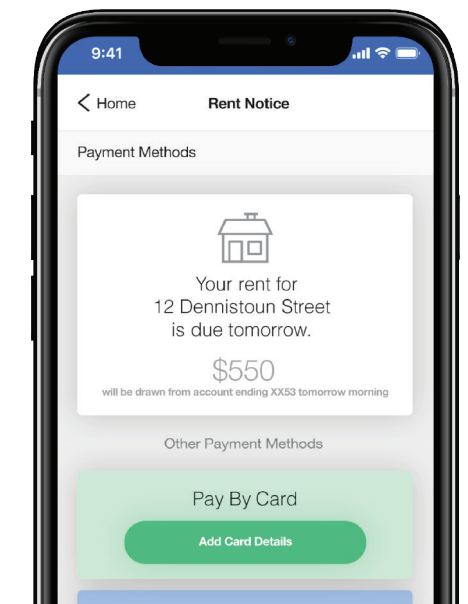 9:41
Home Rent Notice
Payment Methods
Your rent for
12 Dennistoun Street
is due tomorrow.
$550
will be drawn from account ending XX53 tomorrow morning
Other Payment Methods
Pay By Card
Add Card Details